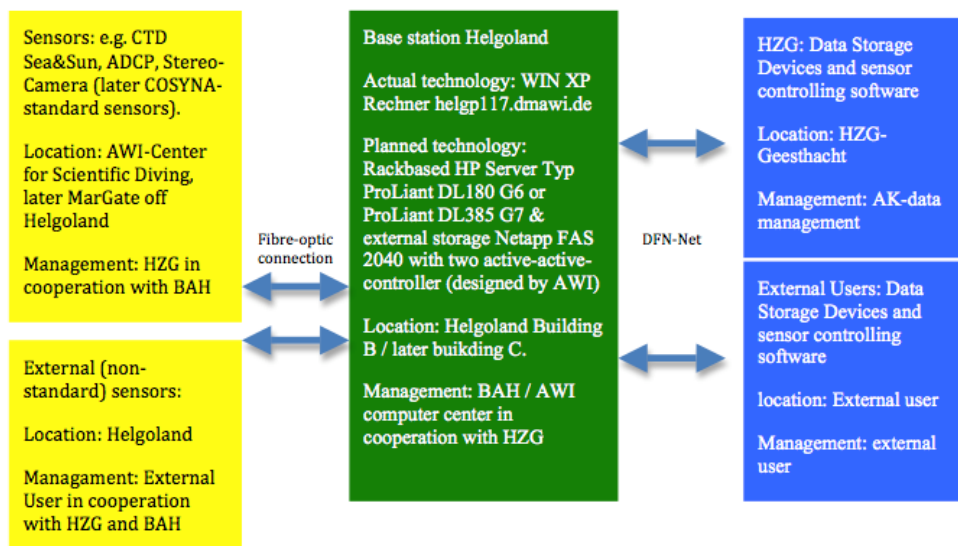 Sensors: e.g. CTD
Sea&Sun, ADCP, Stereo-
Camera (later COSYNA-
standard sensors).
Location: AWI-Center
for Scientific Diving,
later MarGate off
Helgoland
Management: HZG in
cooperation with BAH
External (non-
standard) sensors:
Location: Helgoland
Managament: External
User in cooperation
with HZG and BAH
Fibre-optic
connection
Base station Helgoland
Actual technology: WIN XP
Rechner helgp117.dmawi.de
Planned technology:
Rackbased HP Server Typ
ProLiant DL180 G6 or
ProLiant DL385 G7 &
external storage Netapp FAS
2040 with two active-active-
controller (designed by AWI)
Location: Helgoland Building
B / later buikding C.
Management: BAH / AWI
computer center in
cooperation with HZG
DFN-Net
HZG: Data Storage
Devices and sensor
controlling software
Location: HZG-
Geesthacht
Management: AK-data
management
External Users: Data
Storage Devices and
sensor controlling
software
location: External user
Management: external
user